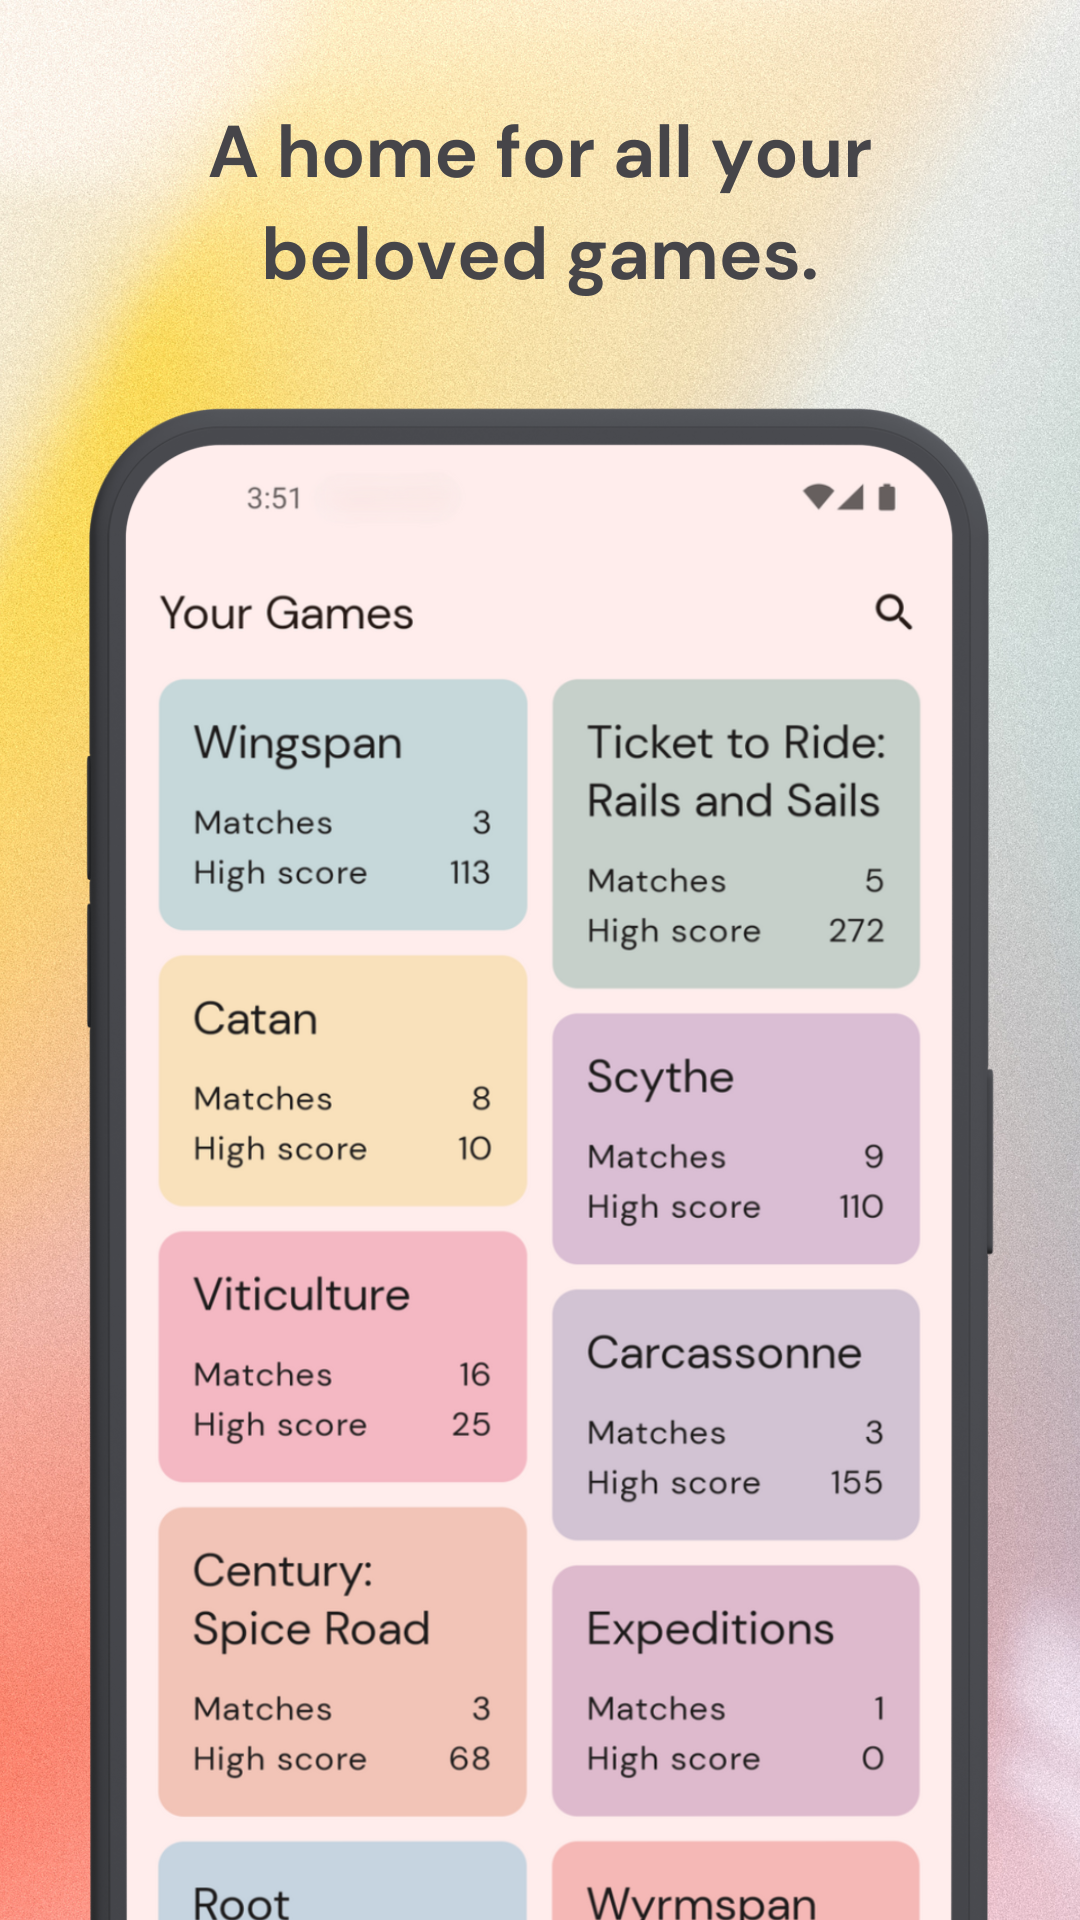 A home for all your
beloved games.
3:51
Your Games
Wingspan
Matches 3
High score 113
Ticket to Ride:
Rails and Sails
Matches 5
High score 272
Catan
Matches 8
High score 10
Scythe
Matches 9
High score 110
Viticulture
Matches 16
High score 25
Carcassonne
Matches 3
High score 155
Century:
Spice Road
Matches 3
High score 68
Expeditions
Matches 1
High score 0
Root
Wyrmspan